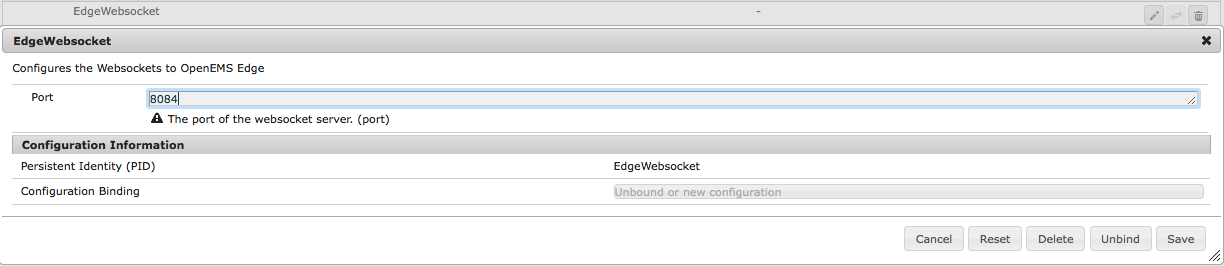 EdgeWebsocket -
EdgeWebsocket
Configures the Websockets to OpenEMS Edge
Port 8084
The port of the websocket server. (port)
Configuration Information
Persistent Identity (PID) EdgeWebsocket
Configuration Binding Unbound or new configuration
Cancel Reset Delete Unbind Save